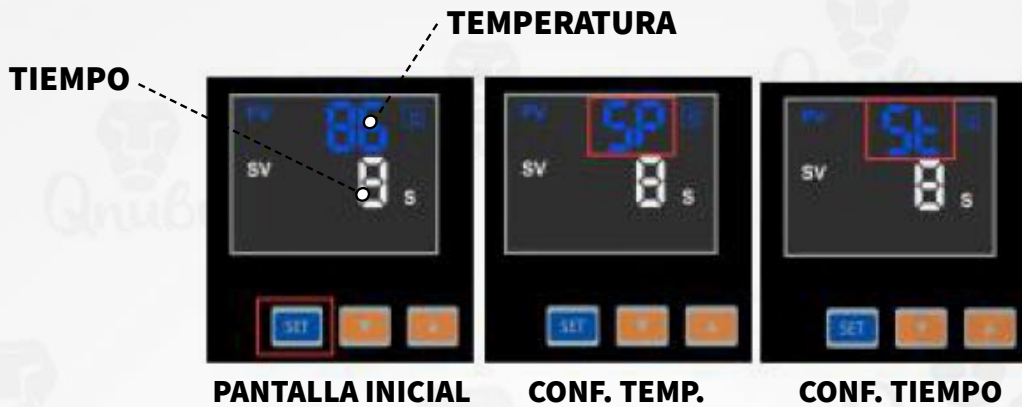 TEMPERATURA
TIEMPO
PV 86
SV 8 S
SET
PANTALLA INICIAL
PV SP
SV 8 S
SET
CONF. TEMP.
PV St
SV 8 S
SET
CONF. TIEMPO
Qnubu